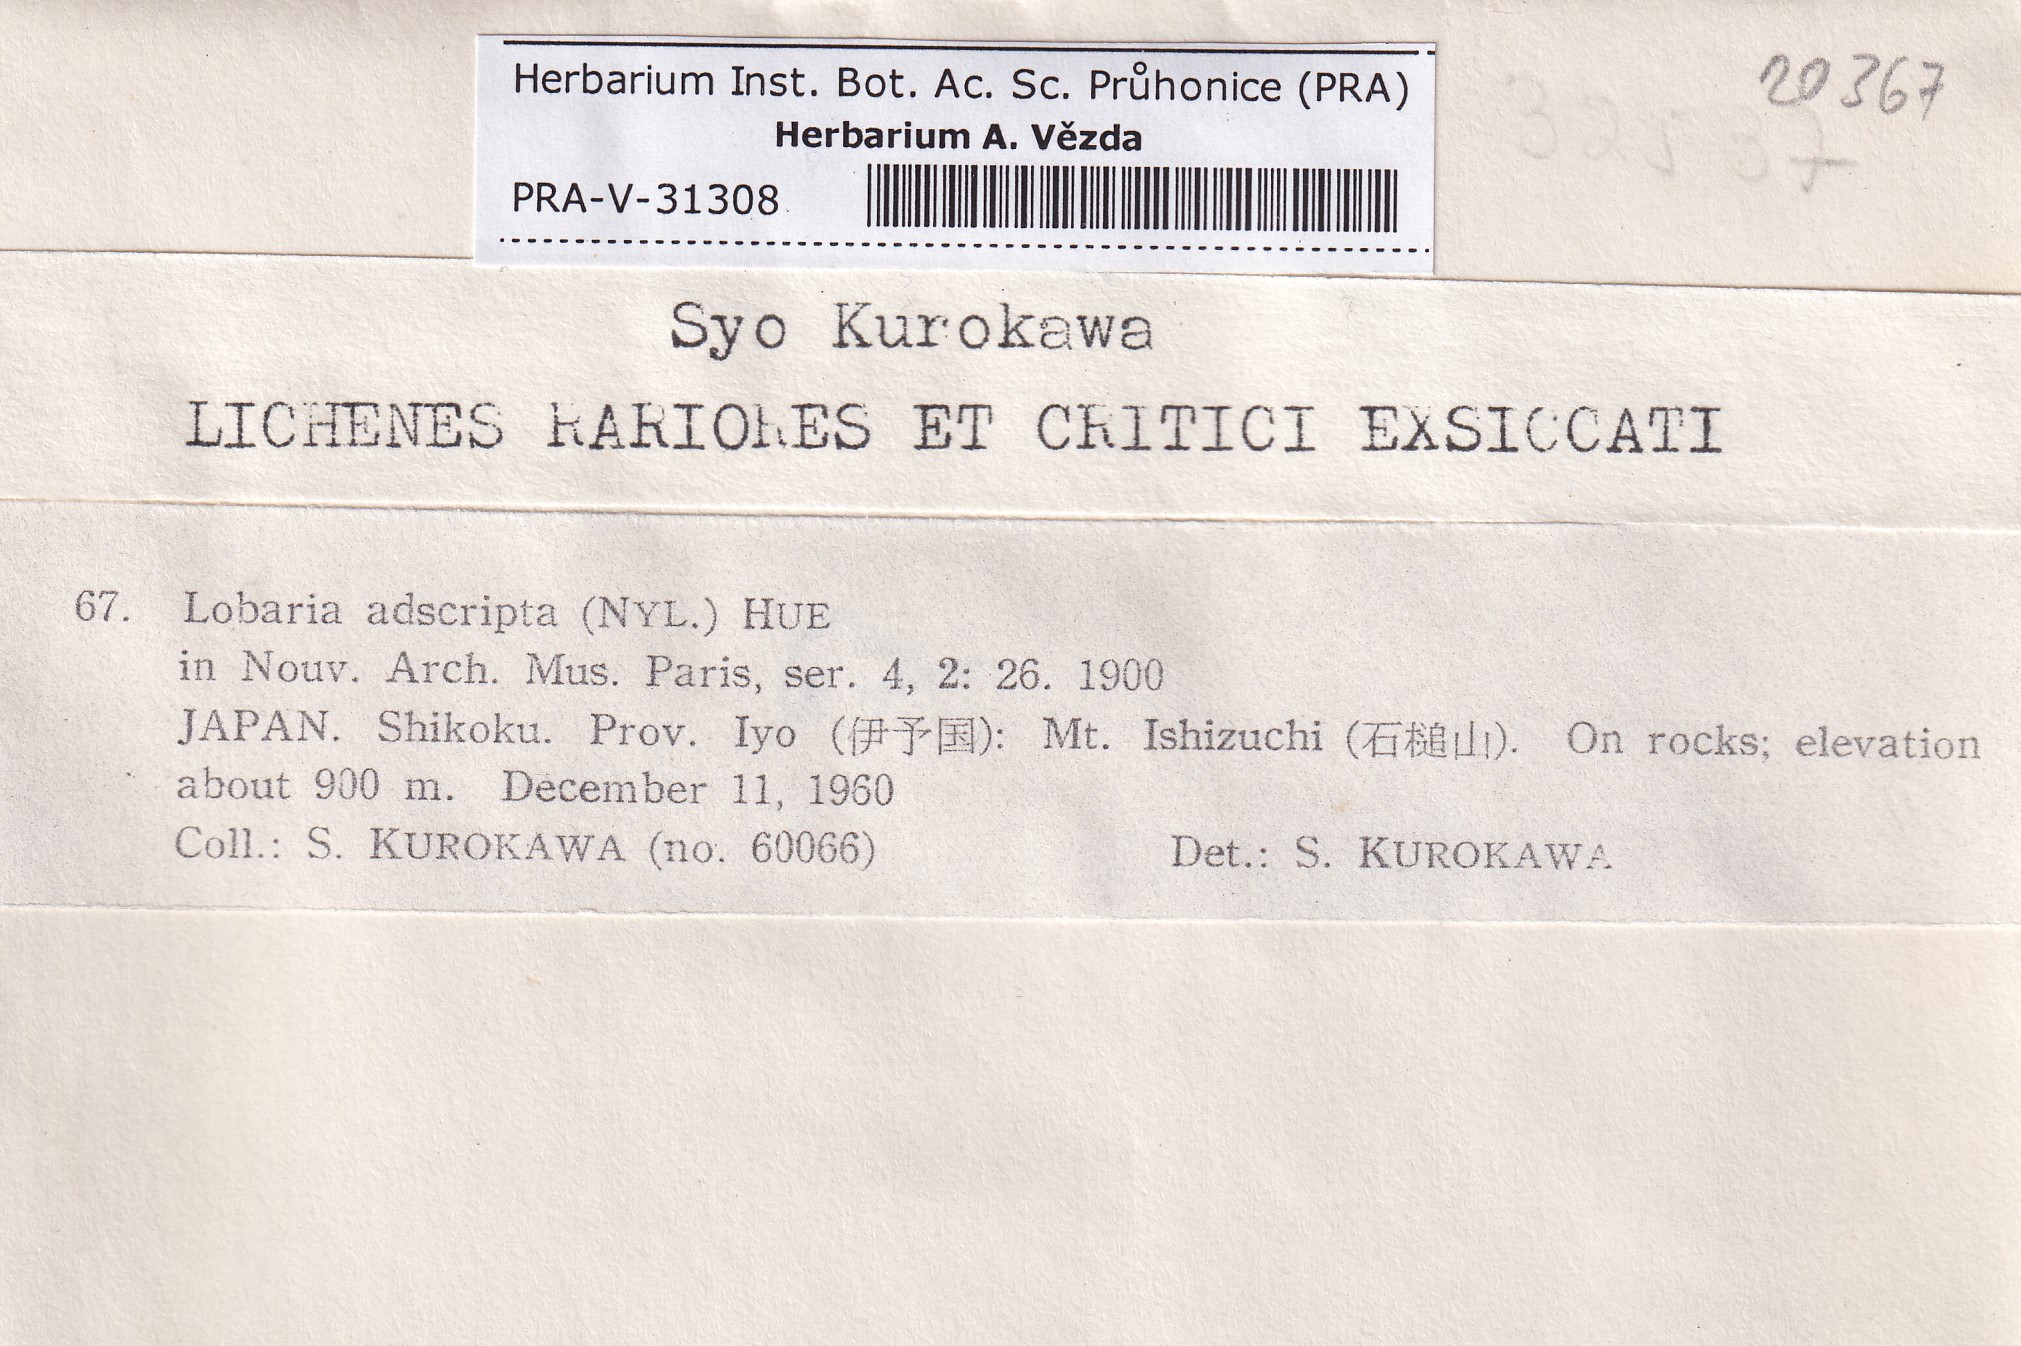 Herbarium Inst. Bot. Ac. Sc. Průhonice (PRA)
Herbarium A. Vězda
PRA-V-31308
20367
Syo Kurokawa
LICHENES RARIORES ET CRITICI EXSICCATI
67. Lobaria adscripta (NYL.) HUE
in Nouv. Arch. Mus. Paris, ser. 4, 2: 26. 1900
JAPAN. Shikoku. Prov. Iyo (伊予国): Mt. Ishizuchi (石槌山). On rocks; elevation
about 900 m. December 11, 1960
Coll.: S. KUROKAWA (no. 60066) Det.: S. KUROKAWA